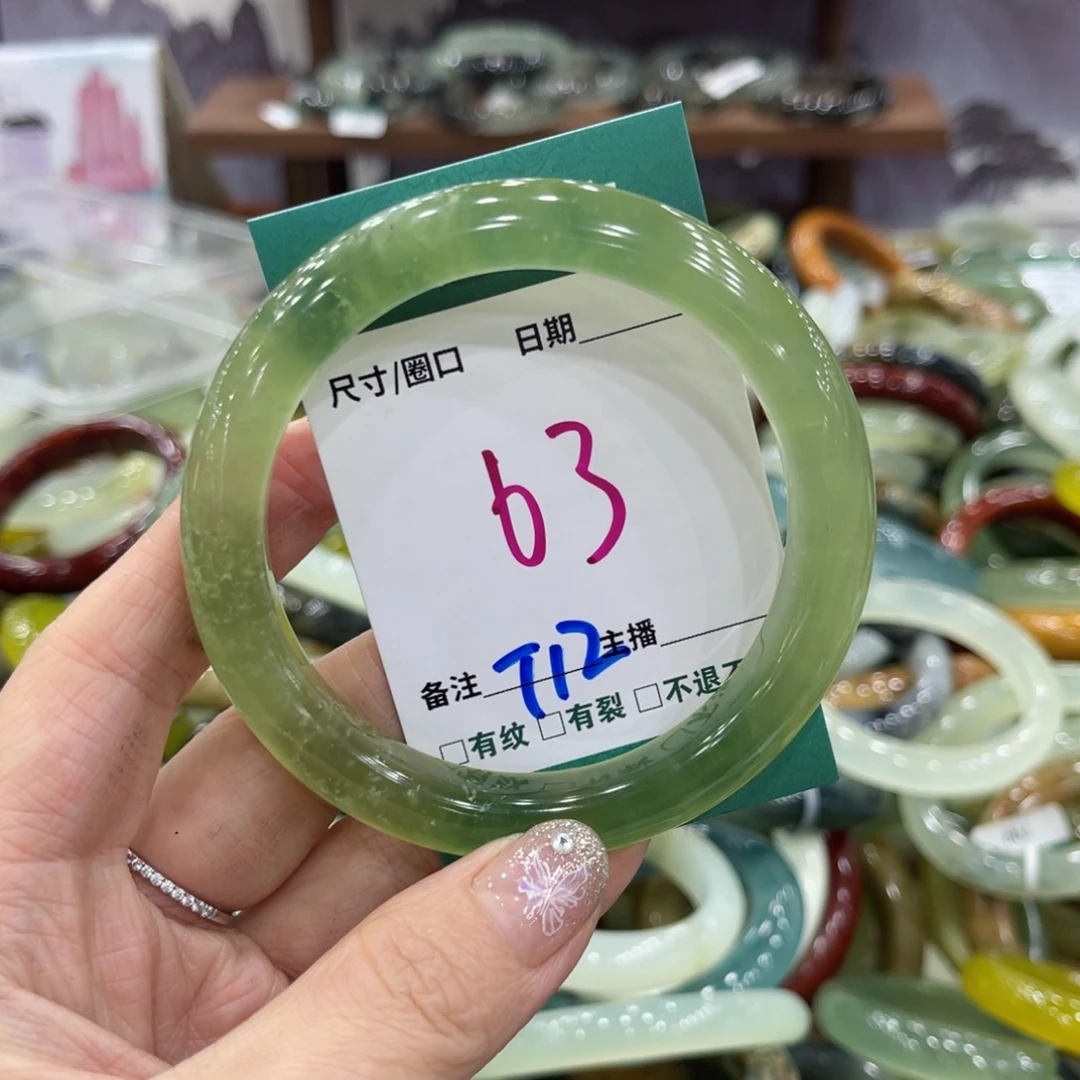 日期
尺寸/圈口
63
主播
备注 T12
□有纹 □有裂 □不退